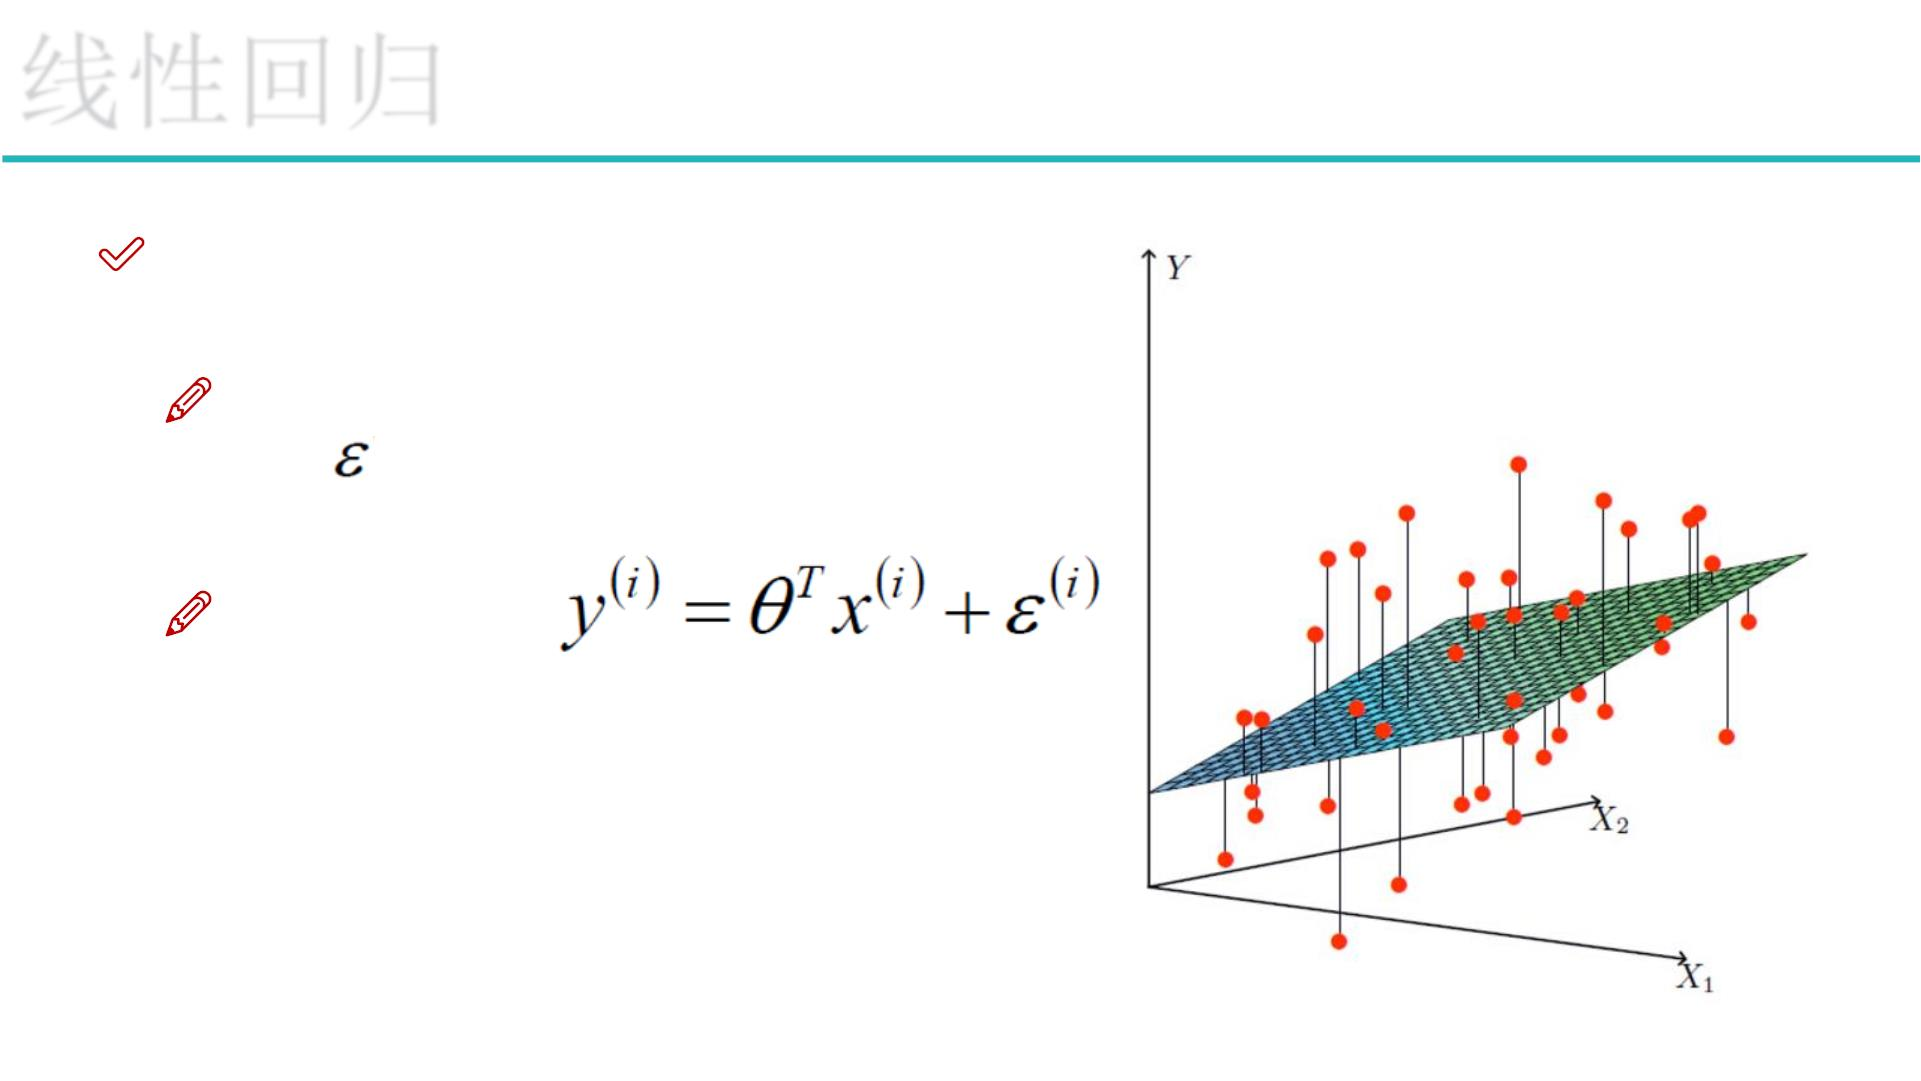 线性回归
Y
ε
y^(i) = θ^T x^(i) + ε^(i)
X₂
X₁